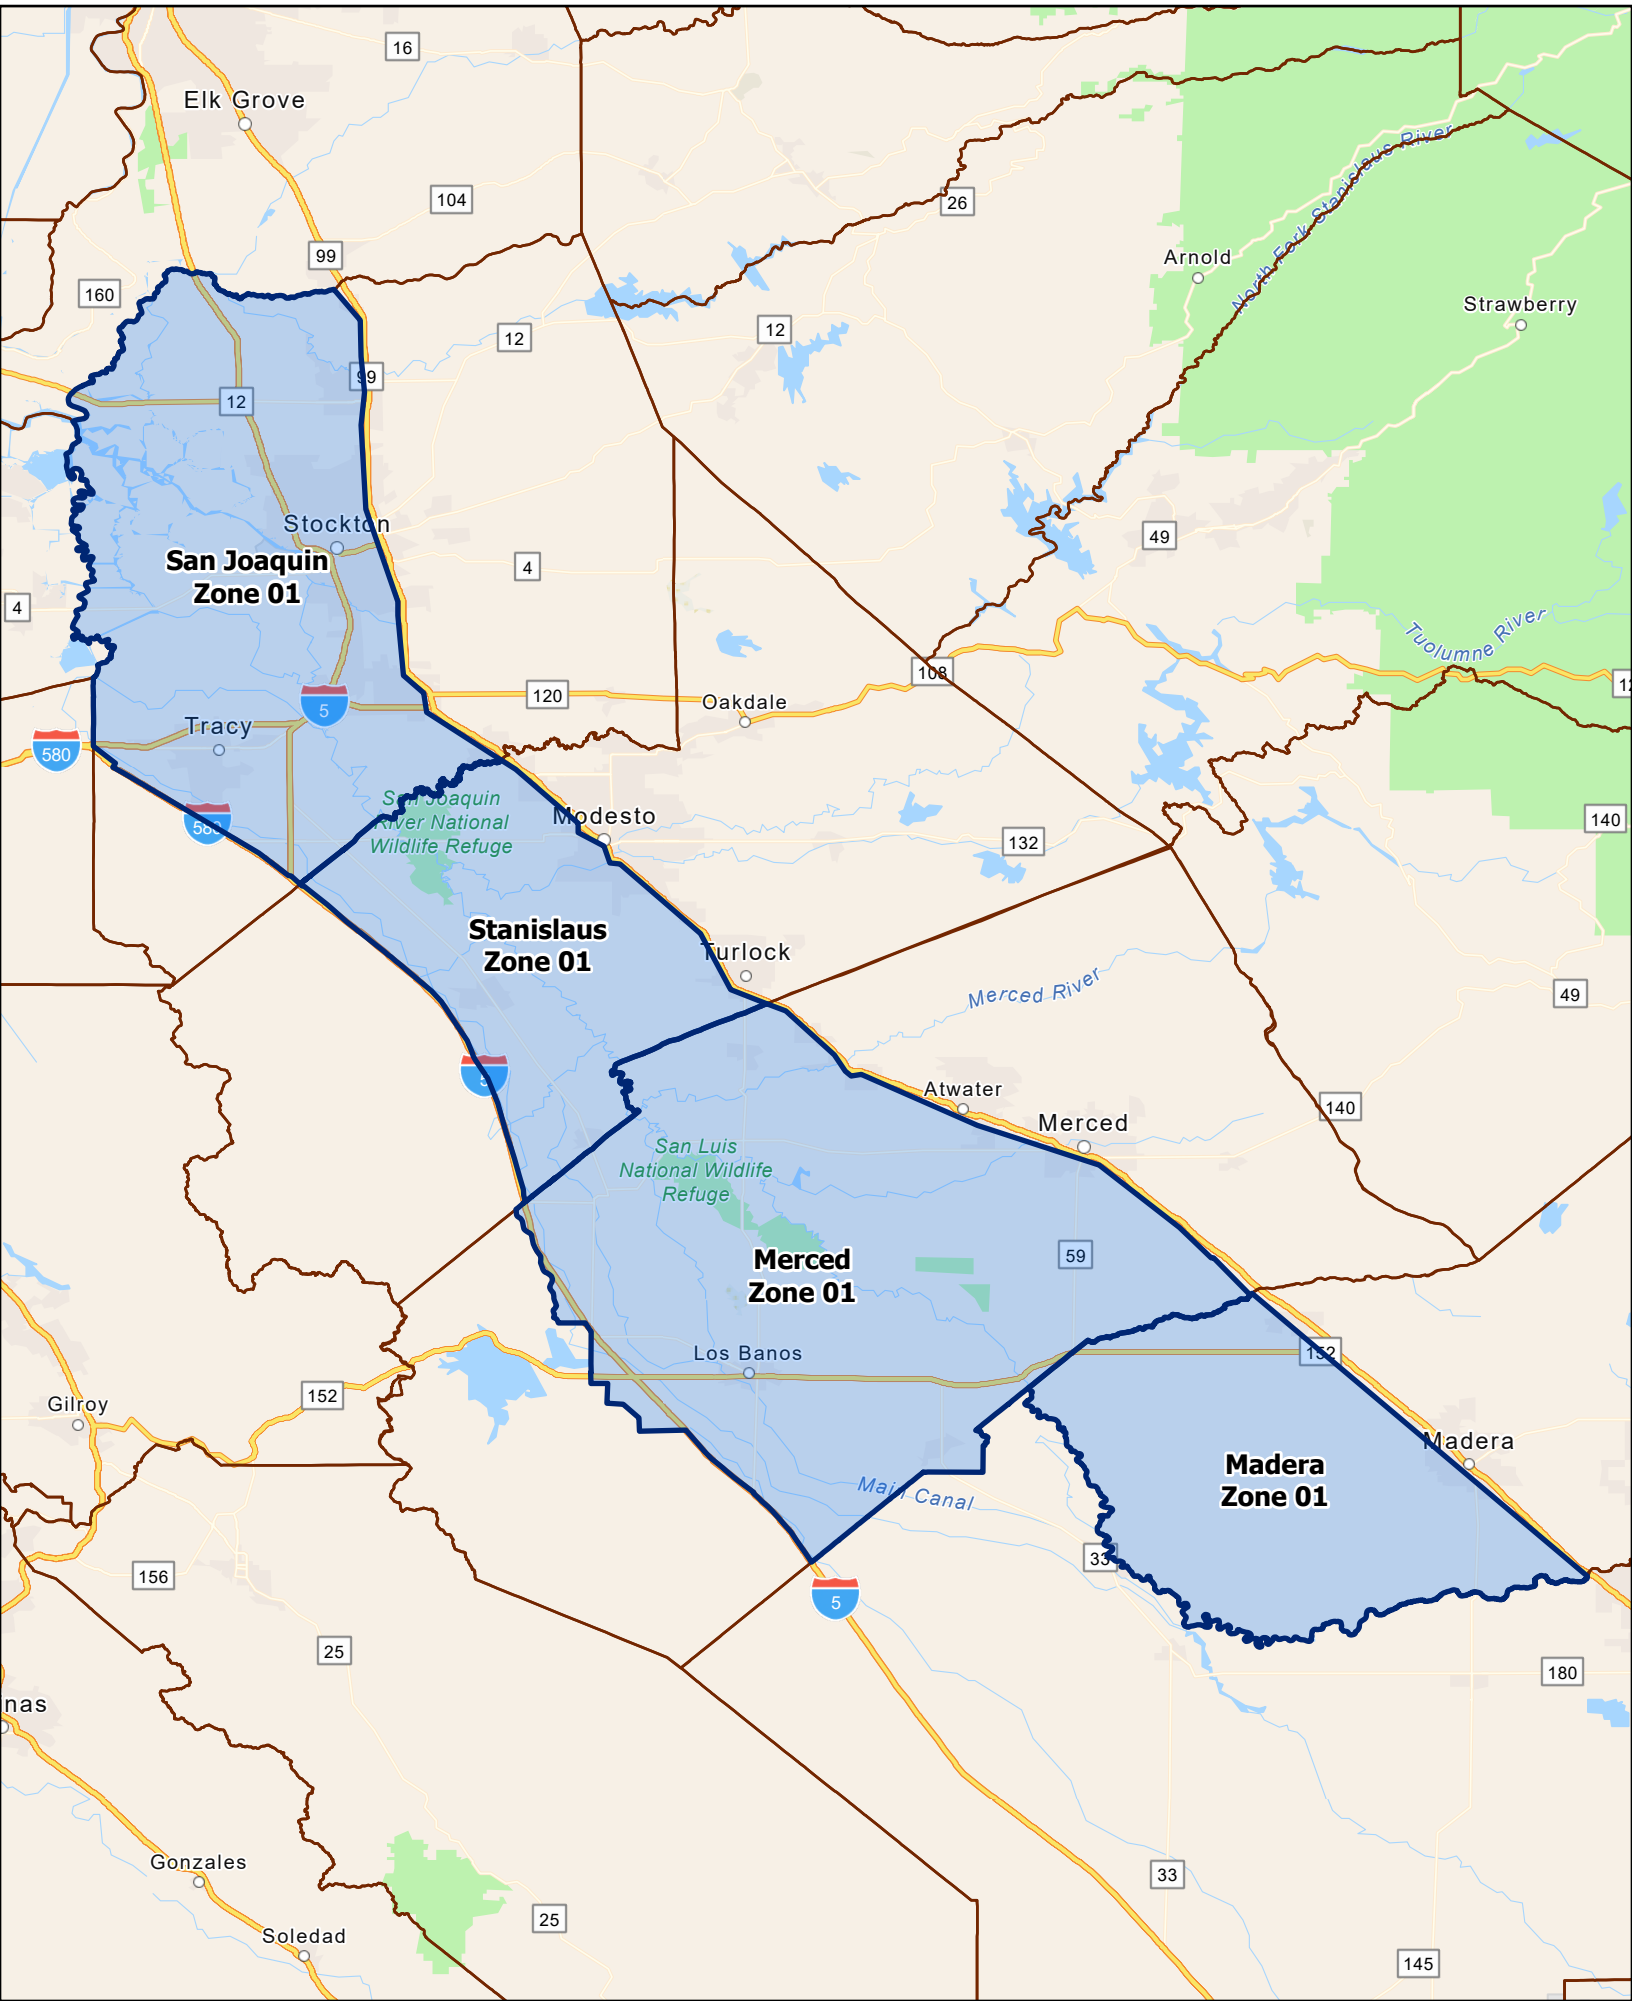 16
Elk Grove
104
26
99
Arnold
North Fork Stanislaus River
160
Strawberry
12
12
99
12
Stockton
49
San Joaquin
Zone 01
4
4
Tuolumne River
108
120
Oakdale
5
Tracy
580
San Joaquin
River National
Wildlife Refuge
580
Modesto
132
140
Stanislaus
Zone 01
Turlock
Merced River
49
5
Atwater
140
Merced
San Luis
National Wildlife
Refuge
59
Merced
Zone 01
Los Banos
152
152
Gilroy
Madera
Madera
Zone 01
Main Canal
33
156
5
25
180
nas
Gonzales
33
25
Soledad
145